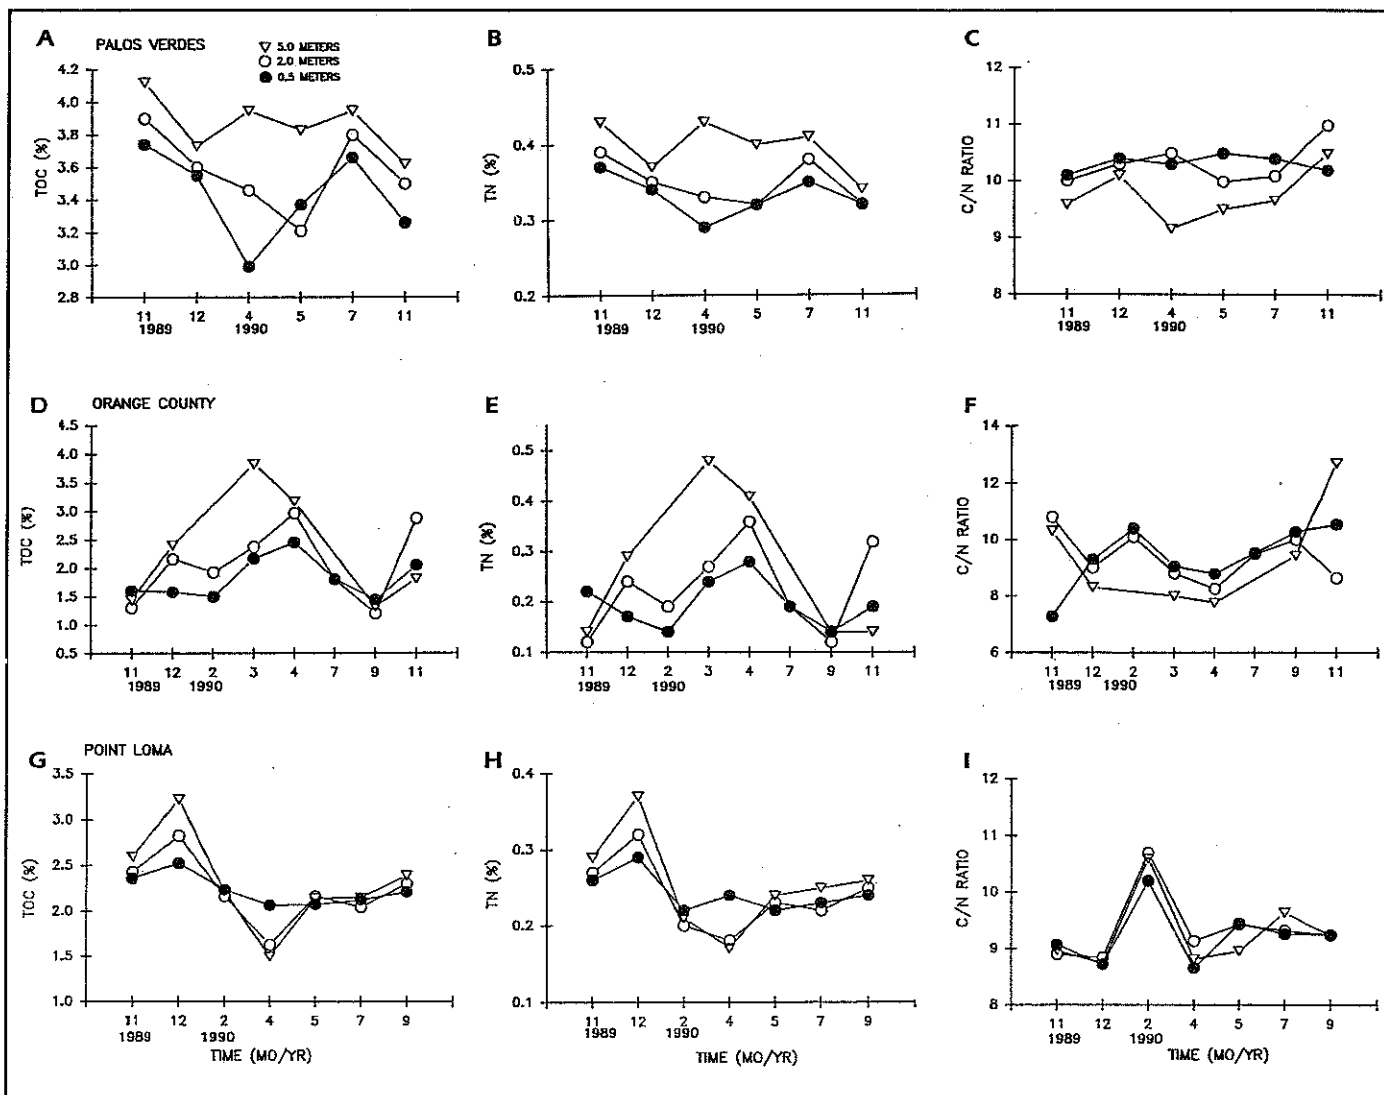 A PALOS VERDES
5.0 METERS
2.0 METERS
0.5 METERS
TOC (%)
4.2
4.0
3.8
3.6
3.4
3.2
3.0
2.8
11 12 4 5 7 11
1989 1990
B
TN (%)
0.5
0.4
0.3
0.2
11 12 4 5 7 11
1989 1990
C
C/N RATIO
12
11
10
9
8
11 12 4 5 7 11
1989 1990
D ORANGE COUNTY
TOC (%)
4.5
4.0
3.5
3.0
2.5
2.0
1.5
1.0
0.5
11 12 2 3 4 7 9 11
1989 1990
E
TN (%)
0.5
0.4
0.3
0.2
0.1
11 12 2 3 4 7 9 11
1989 1990
F
C/N RATIO
14
12
10
8
6
11 12 2 3 4 7 9 11
1989 1990
G POINT LOMA
TOC (%)
3.5
3.0
2.5
2.0
1.5
1.0
11 12 2 4 5 7 9
1989 1990
TIME (MO/YR)
H
TN (%)
0.4
0.3
0.2
0.1
11 12 2 4 5 7 9
1989 1990
TIME (MO/YR)
I
C/N RATIO
12
11
10
9
8
11 12 2 4 5 7 9
1989 1990
TIME (MO/YR)